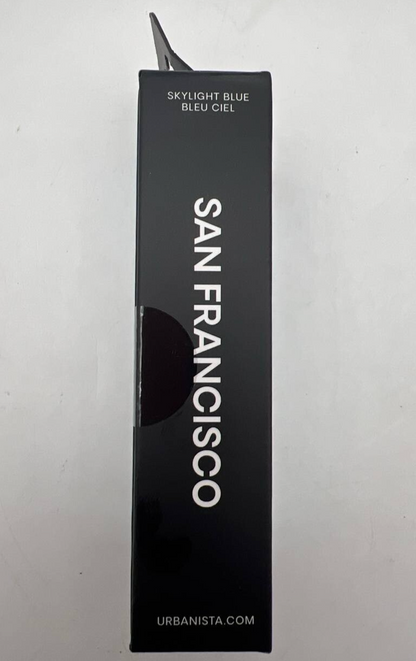 SKYLIGHT BLUE
BLEU CIEL
SAN FRANCISCO
URBANISTA.COM